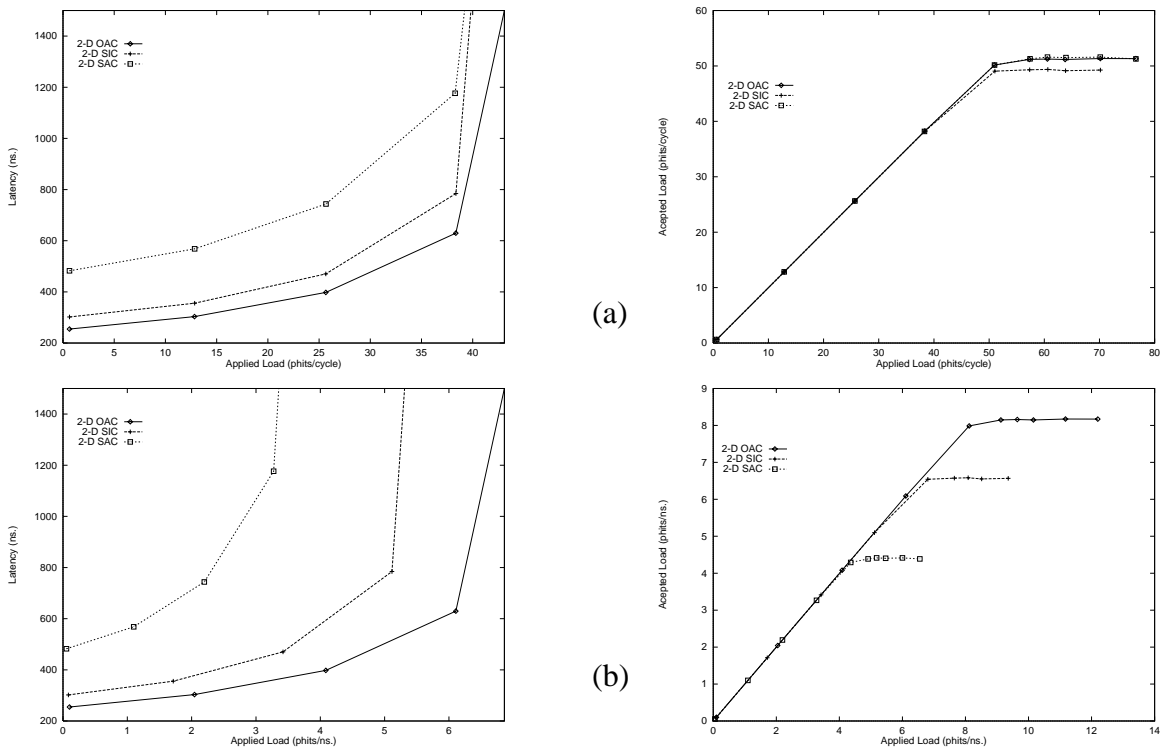 1400
1200
1000
800
600
400
200
0 5 10 15 20 25 30 35 40
Latency (ns.)
Applied Load (phits/cycle)
2-D OAC
2-D SIC
2-D SAC
(a)
60
50
40
30
20
10
0
0 10 20 30 40 50 60 70 80
Acepted Load (phits/cycle)
Applied Load (phits/cycle)
2-D OAC
2-D SIC
2-D SAC
1400
1200
1000
800
600
400
200
0 1 2 3 4 5 6
Latency (ns.)
Applied Load (phits/ns.)
2-D OAC
2-D SIC
2-D SAC
(b)
9
8
7
6
5
4
3
2
1
0
0 2 4 6 8 10 12 14
Acepted Load (phits/ns.)
Applied Load (phits/ns.)
2-D OAC
2-D SIC
2-D SAC